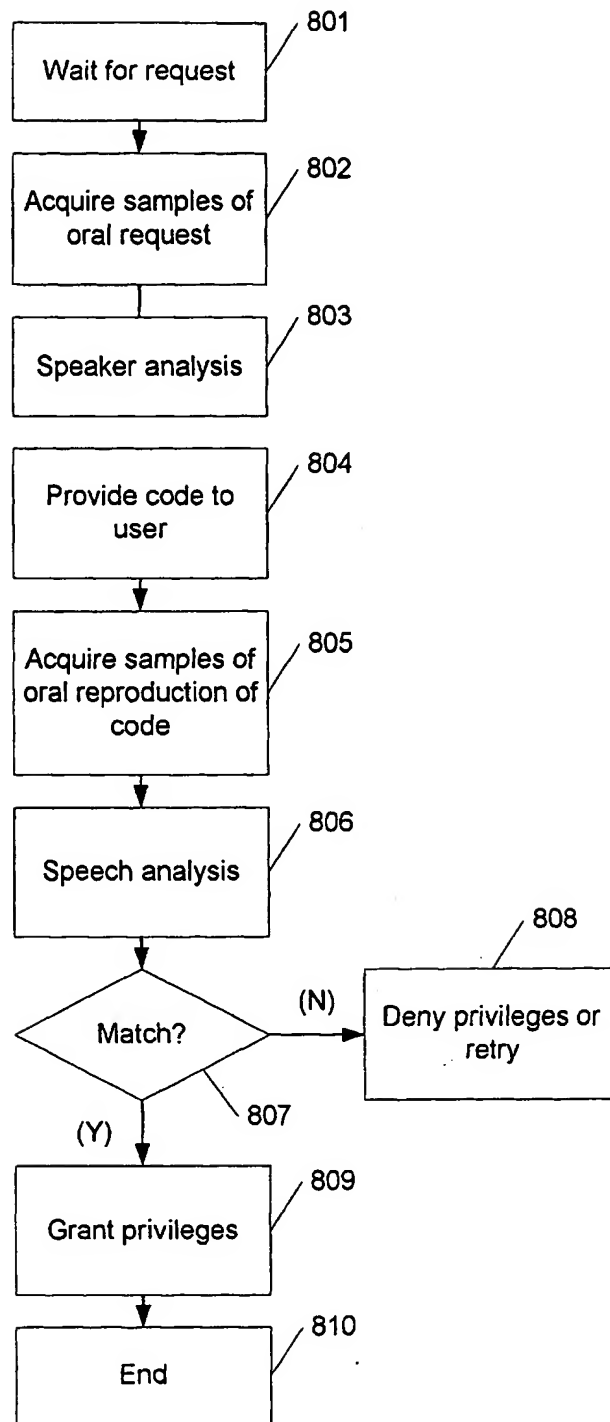 801
Wait for request
802
Acquire samples of
oral request
803
Speaker analysis
804
Provide code to
user
805
Acquire samples of
oral reproduction of
code
806
Speech analysis
808
(N)
Deny privileges or
retry
Match?
807
(Y)
809
Grant privileges
810
End